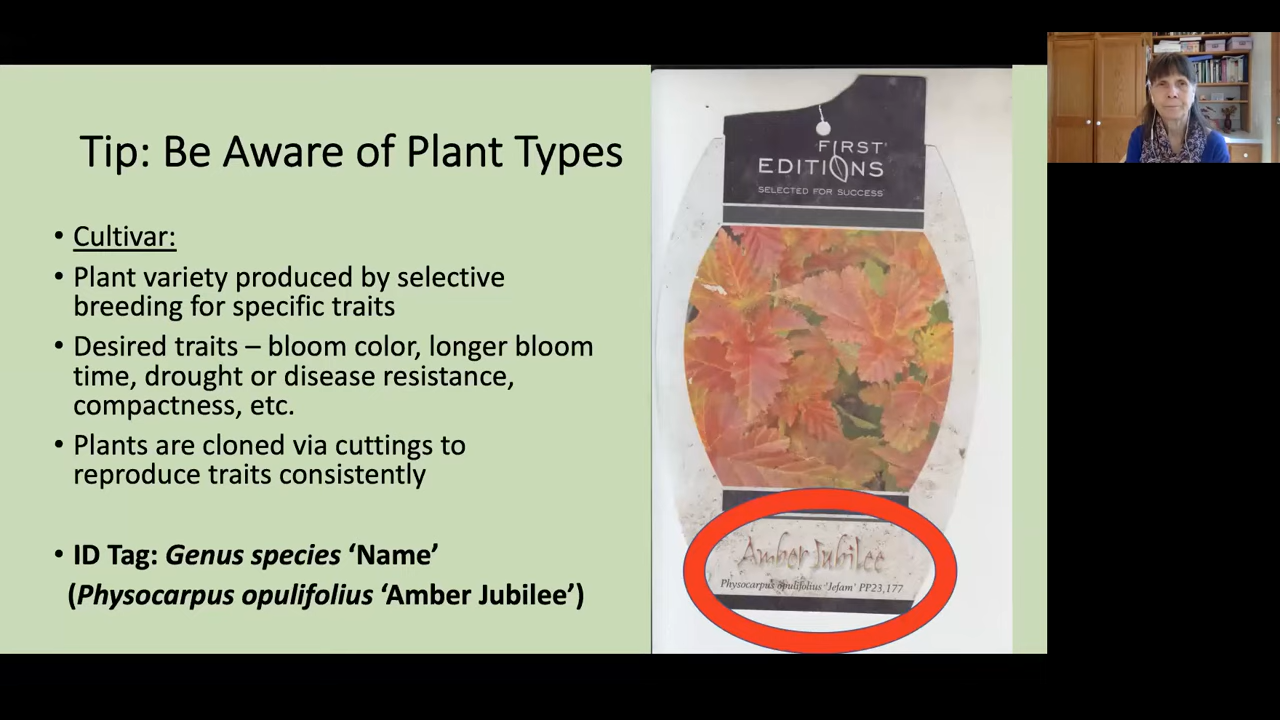 Tip: Be Aware of Plant Types
• Cultivar:
• Plant variety produced by selective
breeding for specific traits
• Desired traits – bloom color, longer bloom
time, drought or disease resistance,
compactness, etc.
• Plants are cloned via cuttings to
reproduce traits consistently
• ID Tag: Genus species ‘Name’
(Physocarpus opulifolius ‘Amber Jubilee’)
FIRST
EDITIONS
SELECTED FOR SUCCESS
Amber Jubilee
Physocarpus opulifolius ‘Jefam’ PP23,177